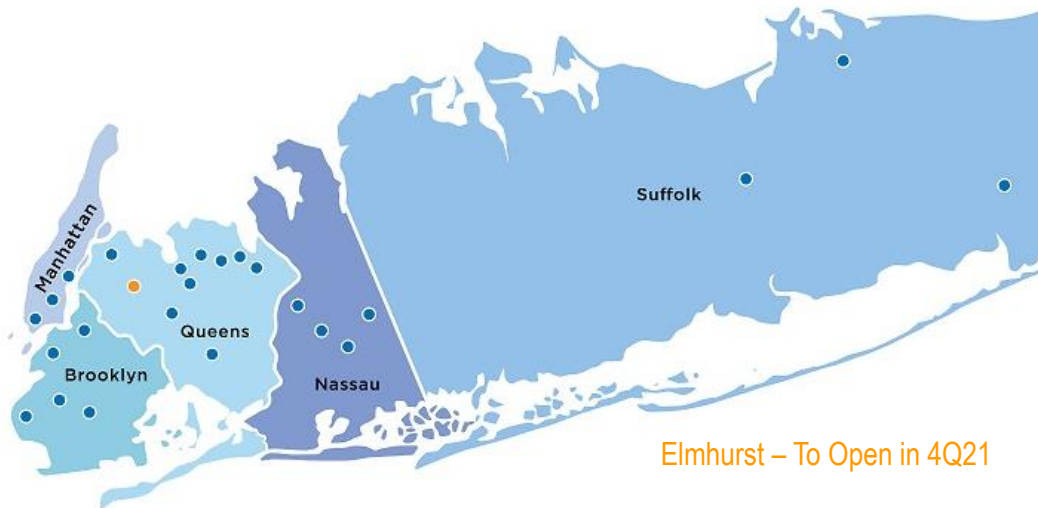 Manhattan
Suffolk
Queens
Brooklyn
Nassau
Elmhurst – To Open in 4Q21